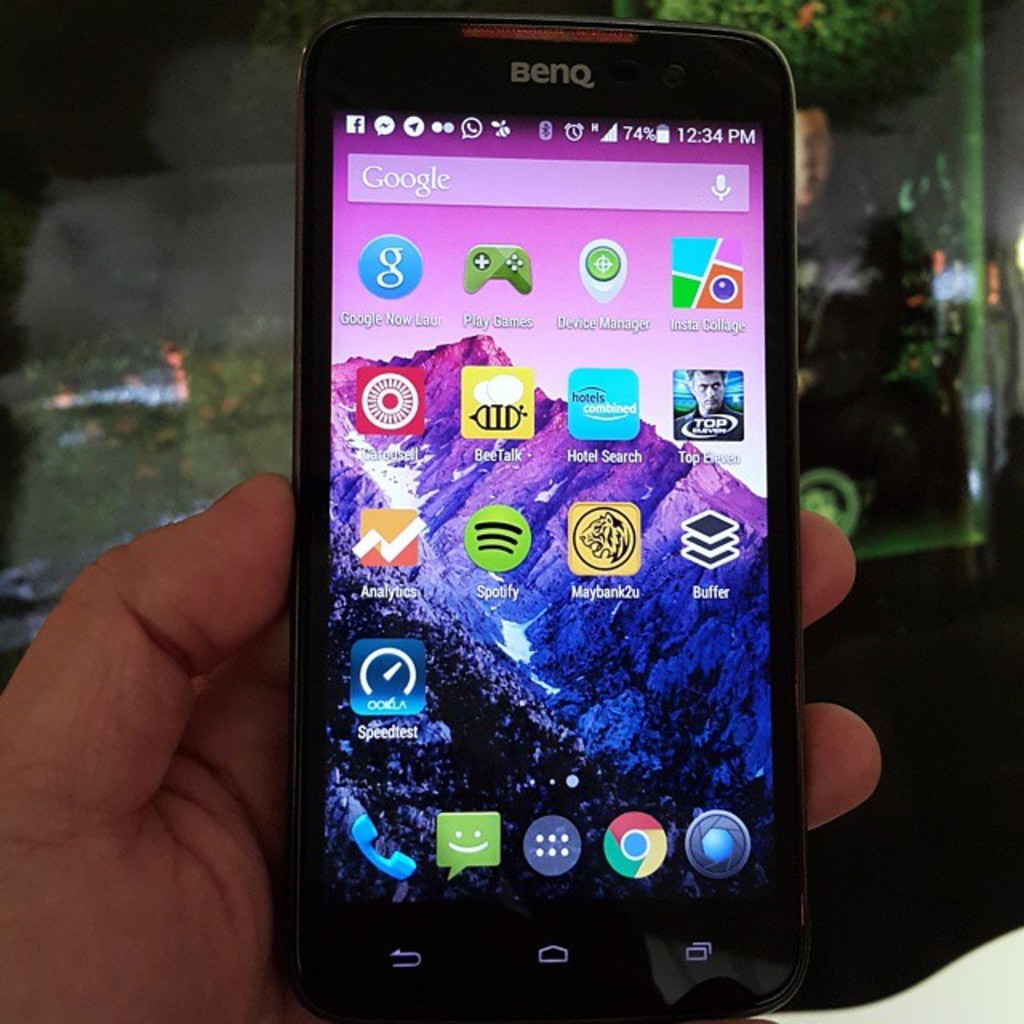 BenQ
74% 12:34 PM
Google
Google Now Laun
Play Games
Device Manager
Insta Collage
hotels
combined
TOP
ELEVEN
Carousell
BeeTalk
Hotel Search
Top Eleven
Analytics
Spotify
Maybank2u
Buffer
OOKLA
Speedtest